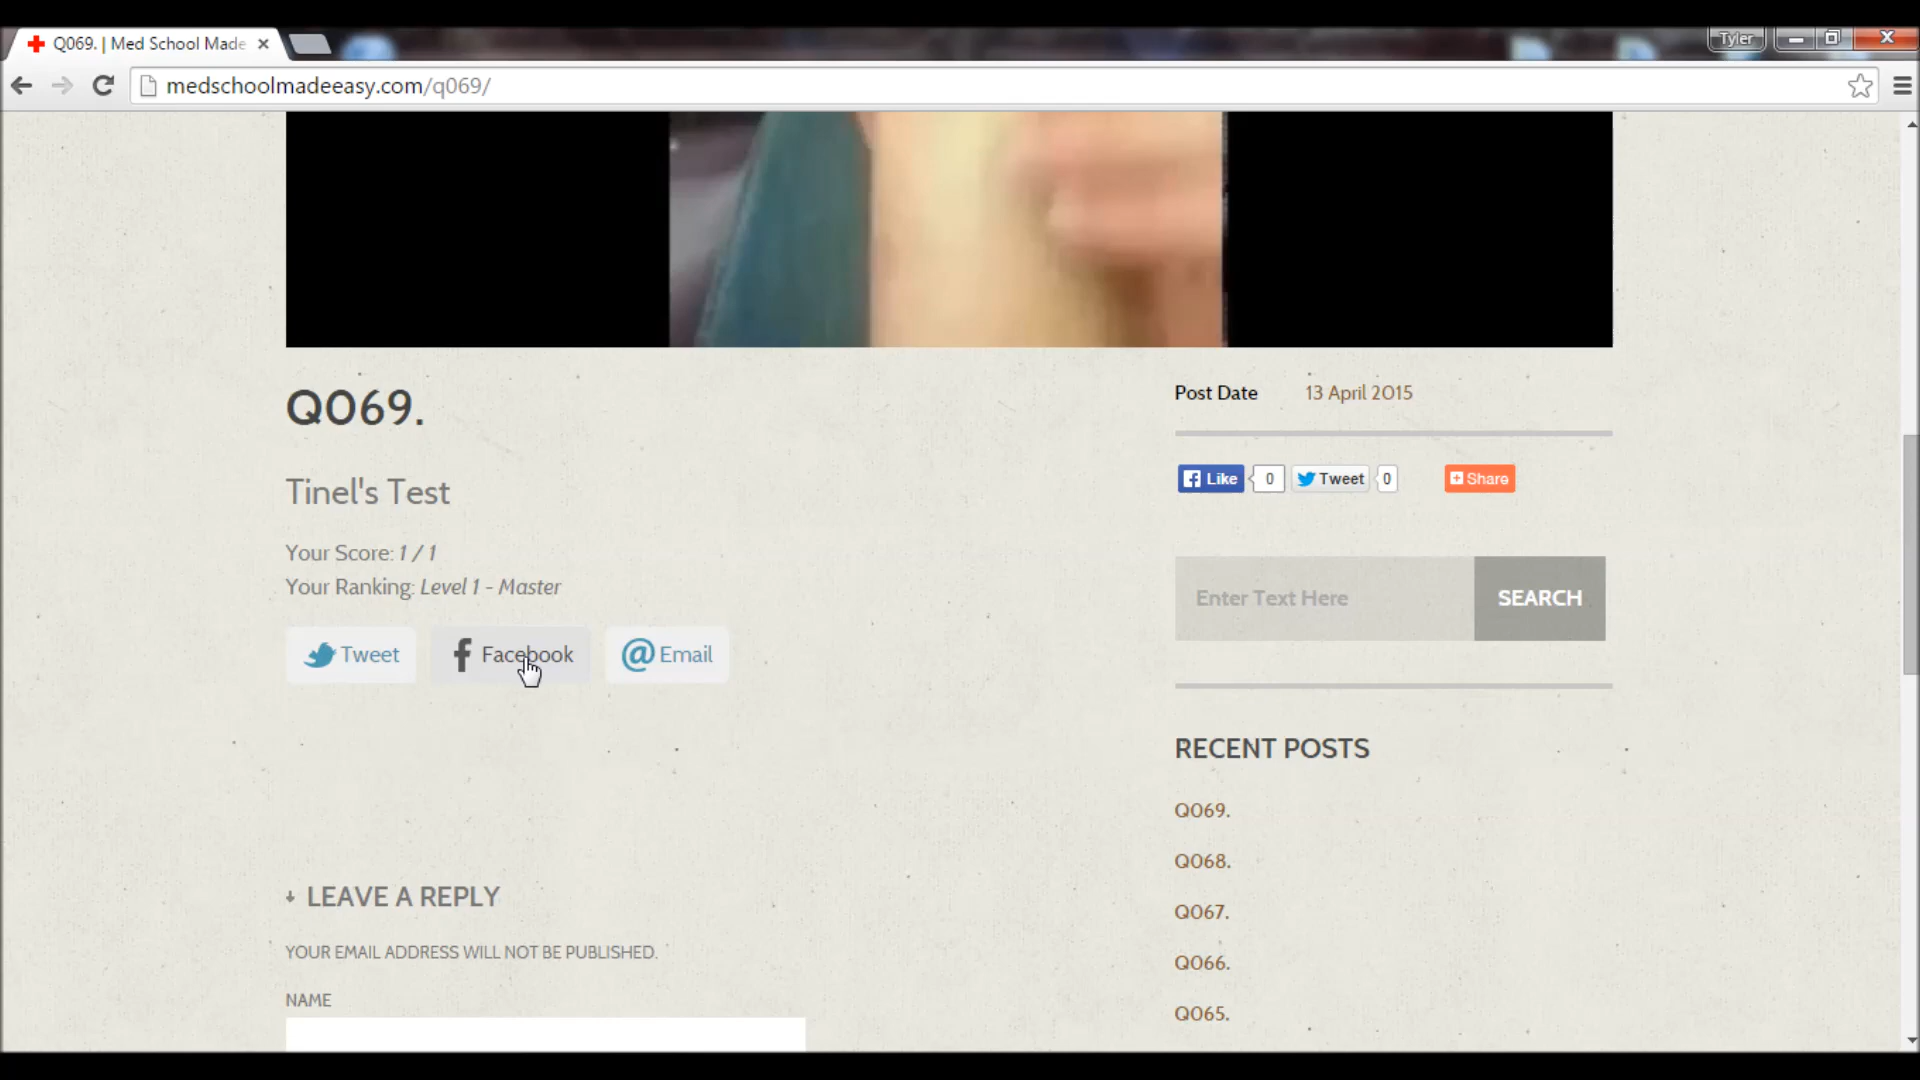 Q069. | Med School Made
Tyler
medschoolmadeeasy.com/q069/
Q069.
Tinel's Test
Your Score: 1 / 1
Your Ranking: Level 1 - Master
Tweet
Facebook
@ Email
LEAVE A REPLY
YOUR EMAIL ADDRESS WILL NOT BE PUBLISHED.
NAME
Post Date 13 April 2015
Like 0 Tweet 0 Share
Enter Text Here SEARCH
RECENT POSTS
Q069.
Q068.
Q067.
Q066.
Q065.